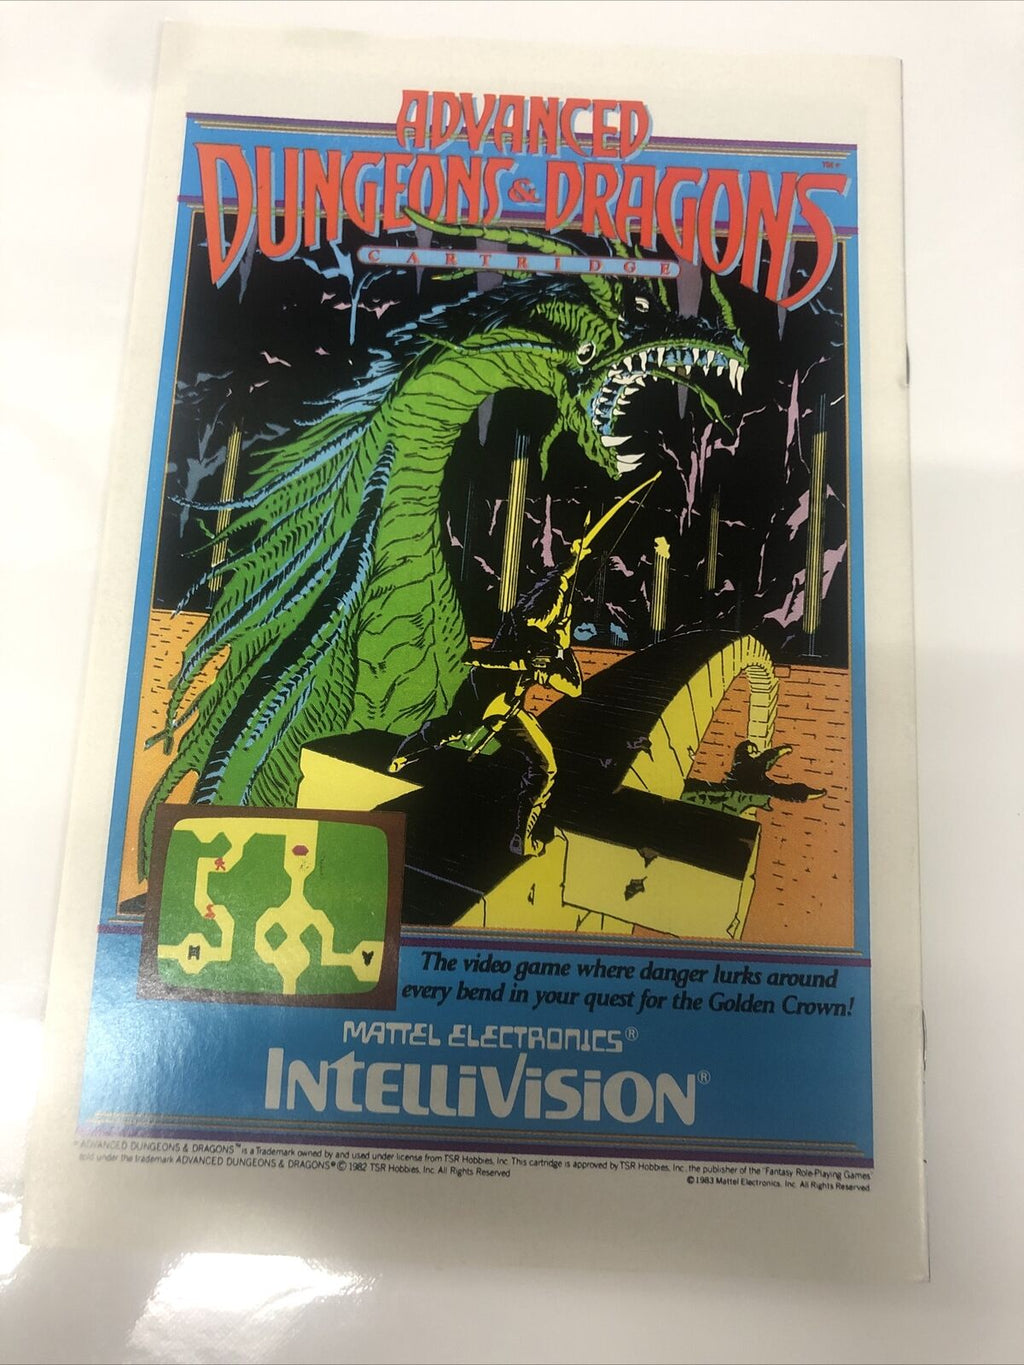 ADVANCED
DUNGEONS & DRAGONS
TM*
CARTRIDGE
The video game where danger lurks around
every bend in your quest for the Golden Crown!
MATTEL ELECTRONICS®
INTELLIVISION®
* ADVANCED DUNGEONS & DRAGONS™ is a Trademark owned by and used under license from TSR Hobbies, Inc. This cartridge is approved by TSR Hobbies, Inc. the publisher of the "Fantasy Role-Playing Games"
sold under the trademark ADVANCED DUNGEONS & DRAGONS® © 1982 TSR Hobbies, Inc. All Rights Reserved
© 1983 Mattel Electronics, Inc. All Rights Reserved